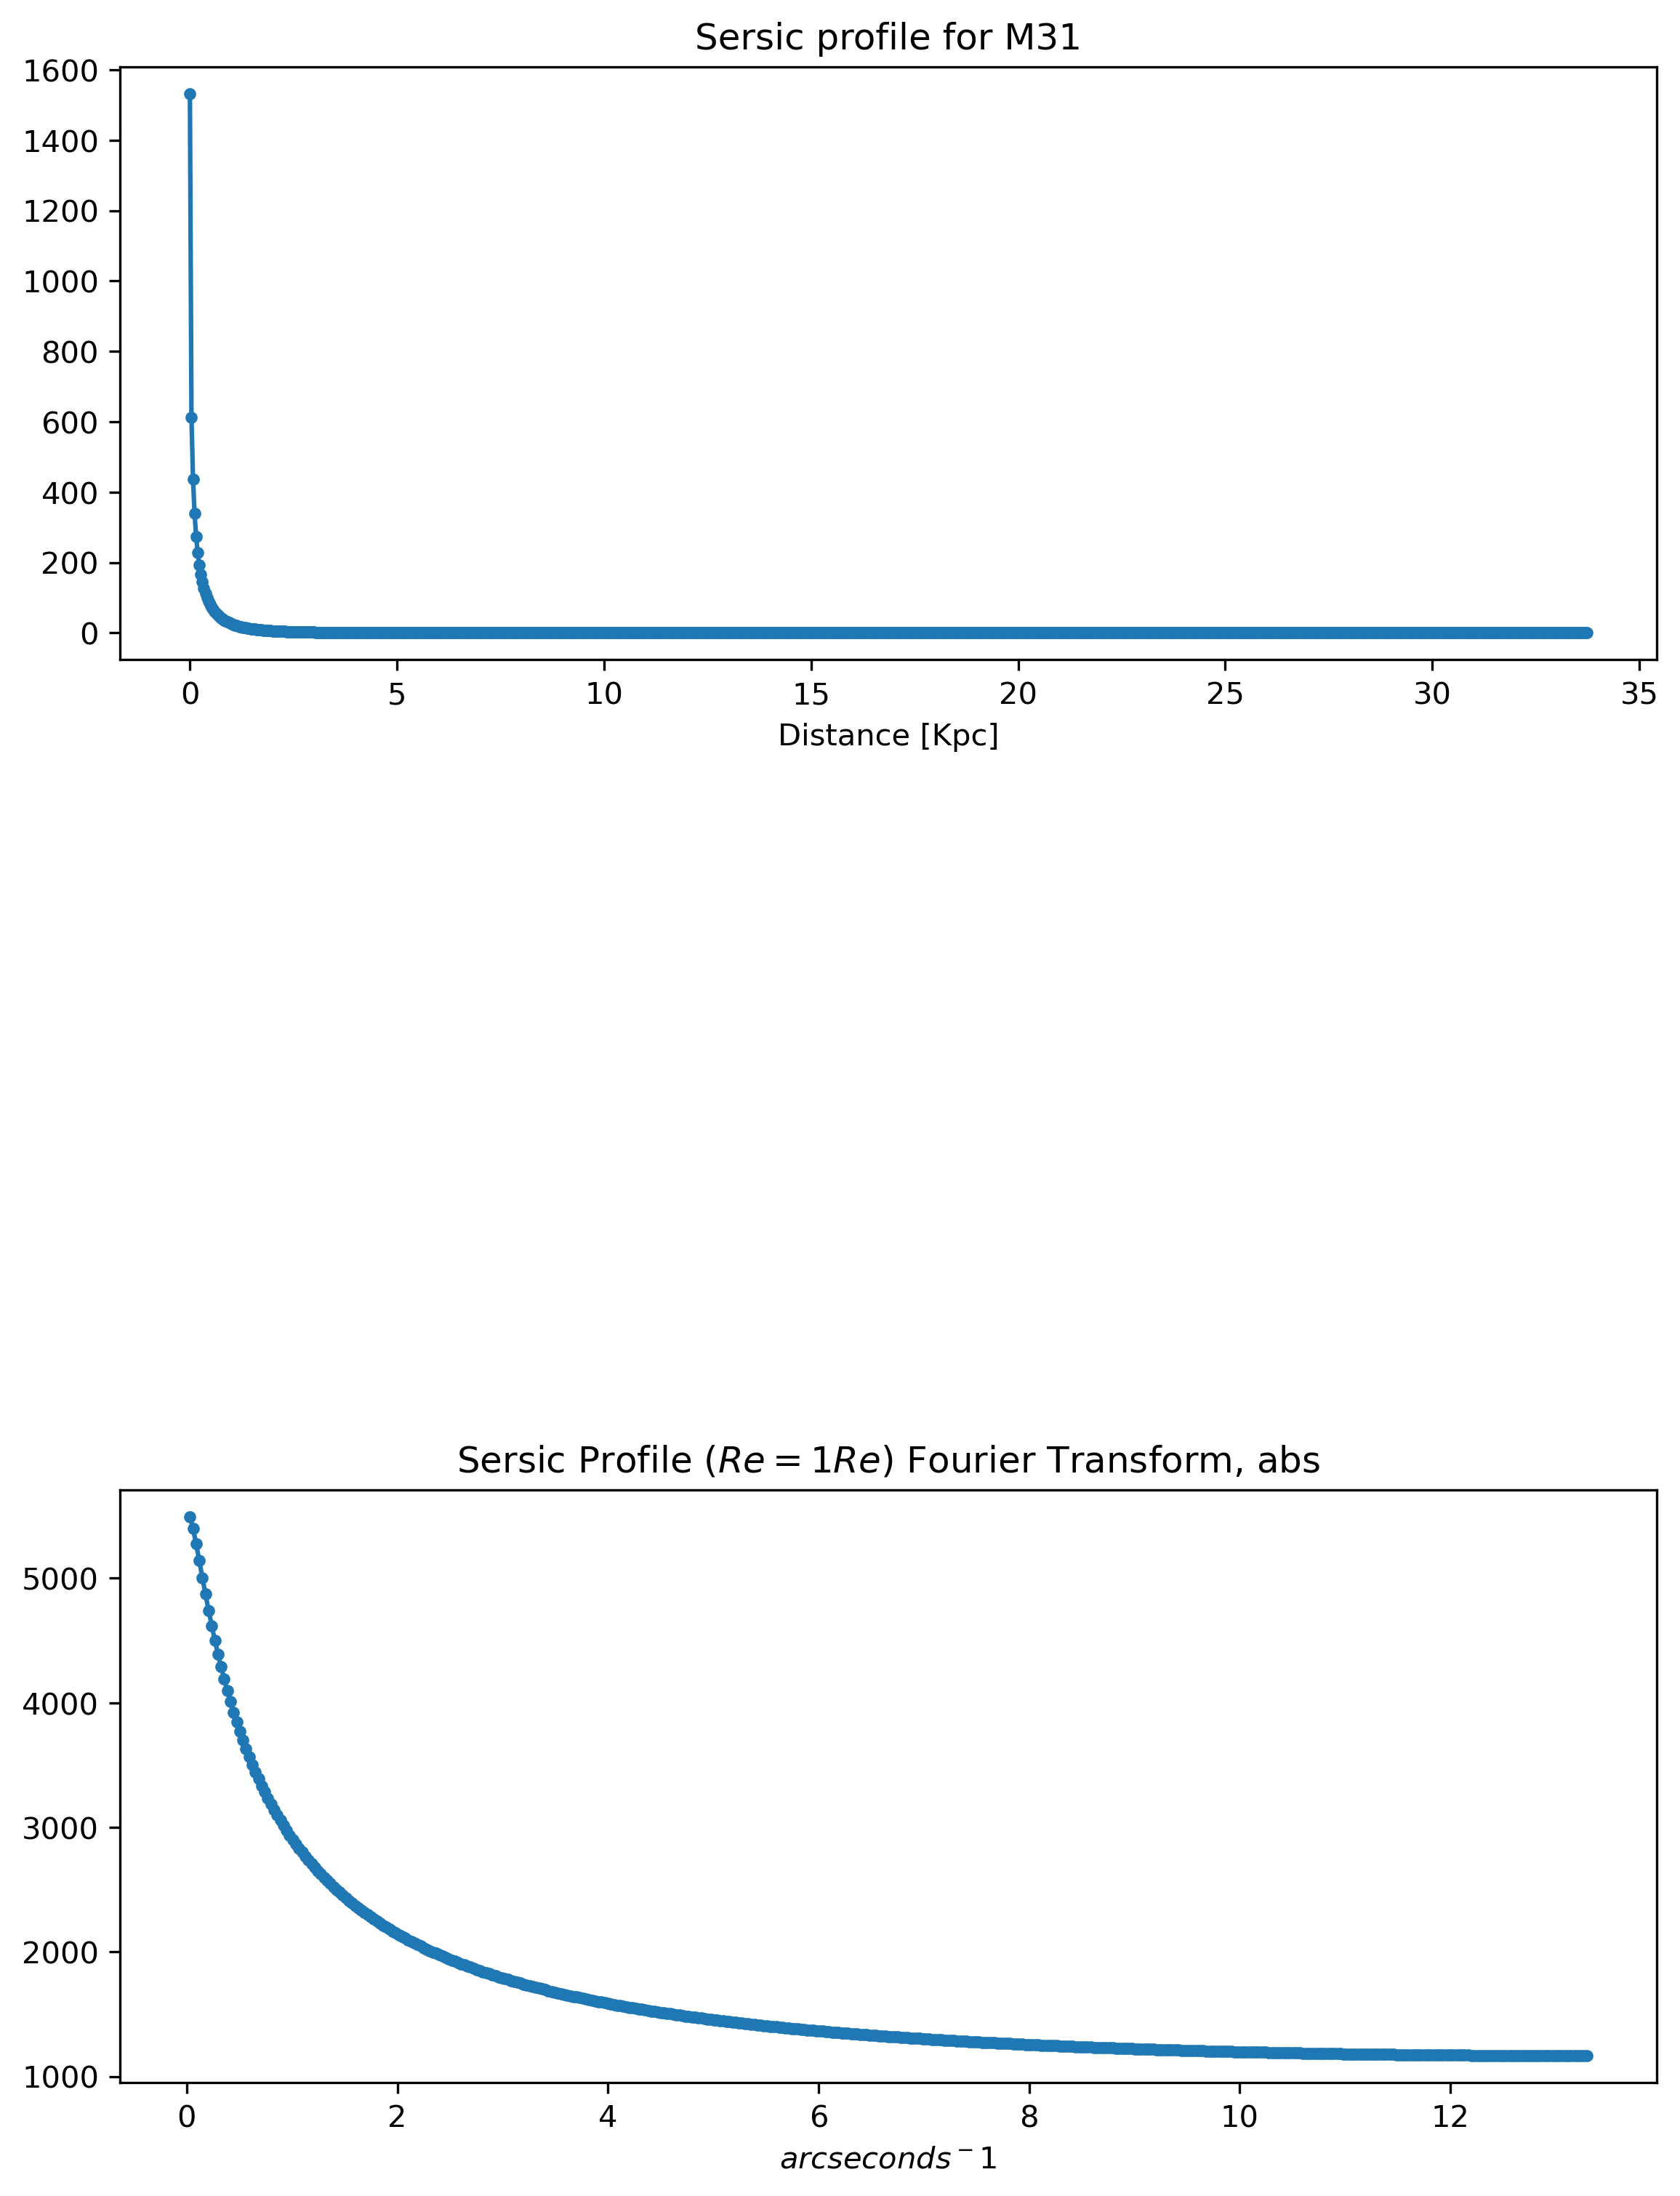 Sersic profile for M31
1600
1400
1200
1000
800
600
400
200
0
0 5 10 15 20 25 30 35
Distance [Kpc]
Sersic Profile (Re = 1Re) Fourier Transform, abs
5000
4000
3000
2000
1000
0 2 4 6 8 10 12
arcseconds⁻1